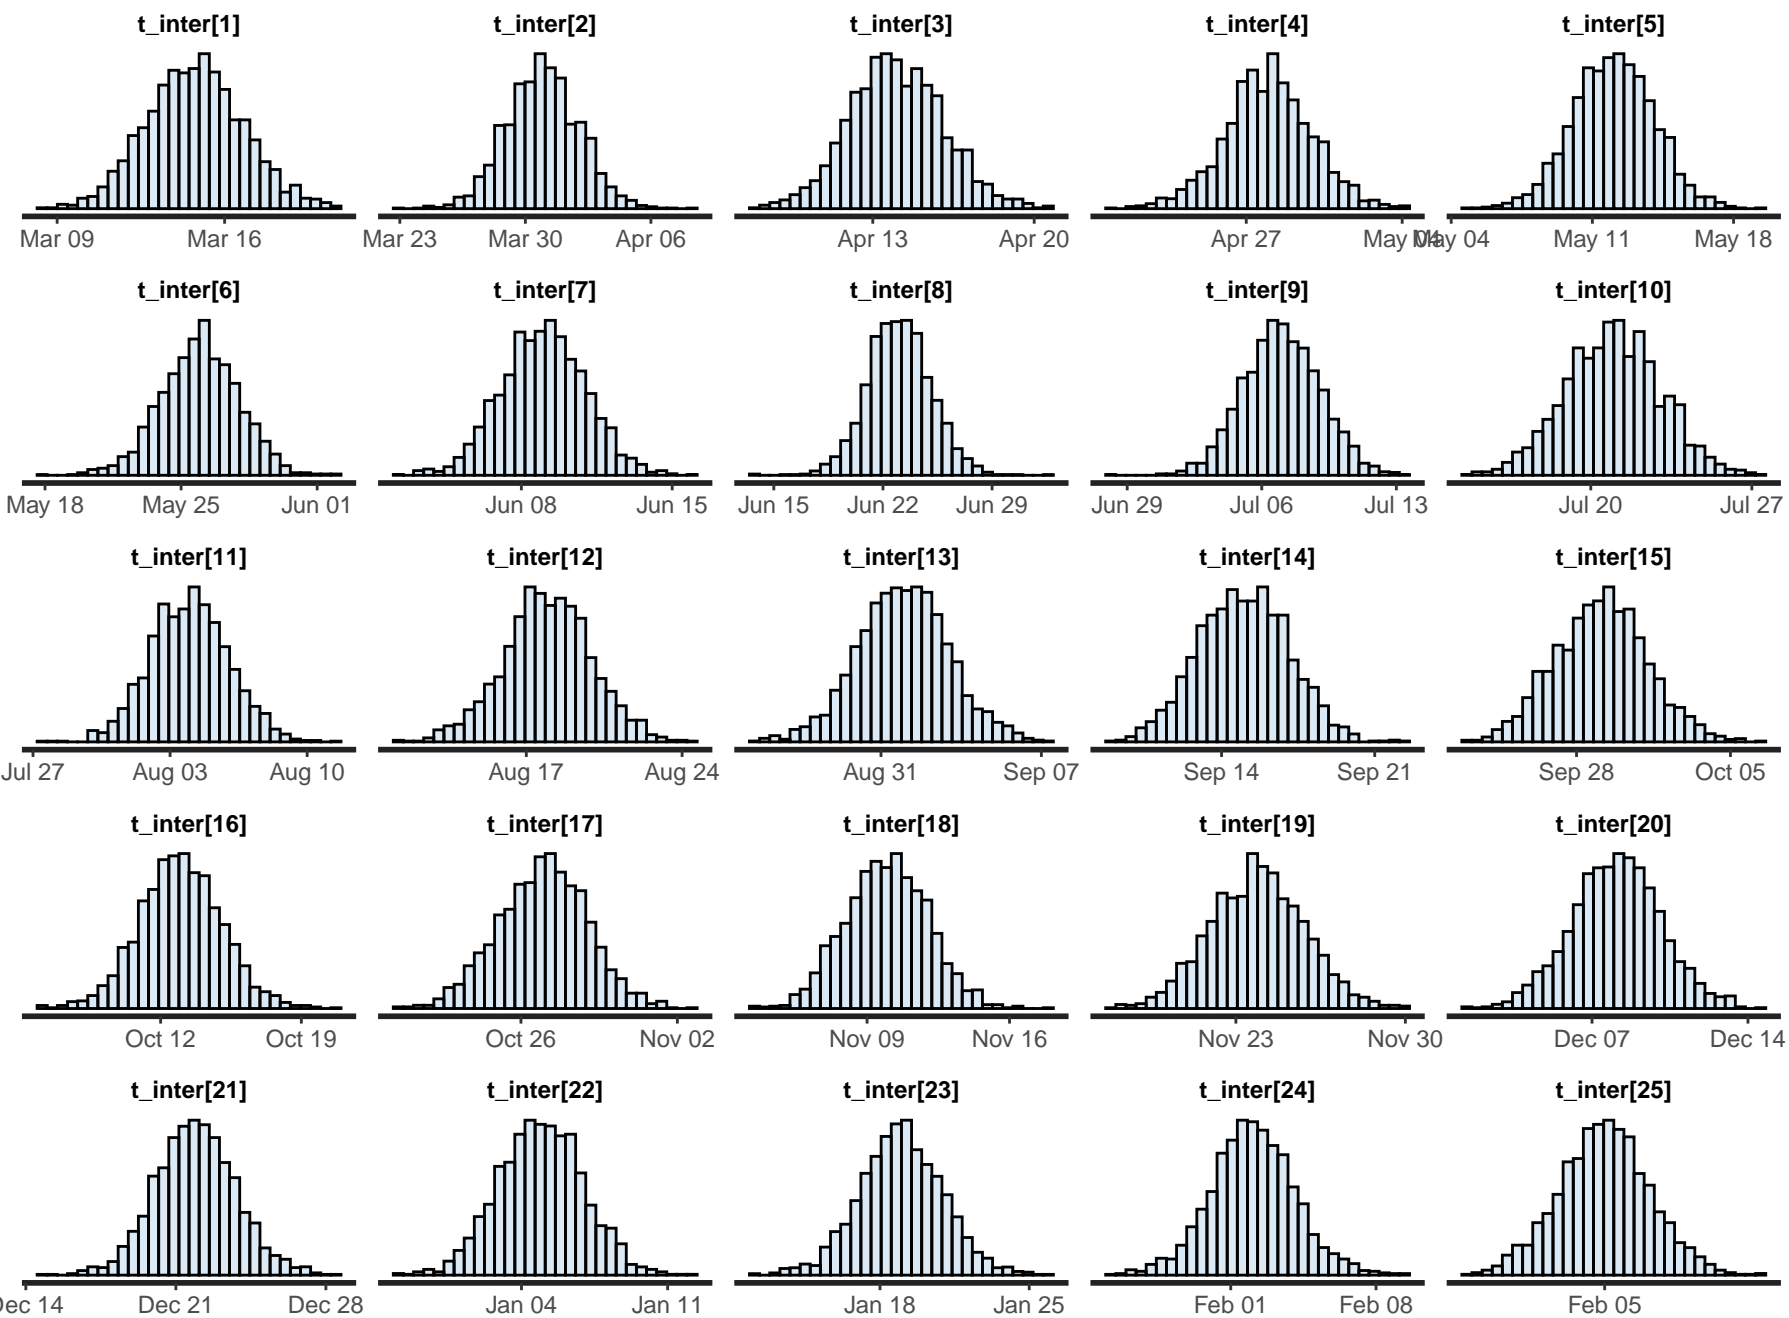 t_inter[1] t_inter[2] t_inter[3] t_inter[4] t_inter[5]
Mar 09 Mar 16 Mar 23 Mar 30 Apr 06 Apr 13 Apr 20 Apr 27 May 04 May 04 May 11 May 18
t_inter[6] t_inter[7] t_inter[8] t_inter[9] t_inter[10]
May 18 May 25 Jun 01 Jun 08 Jun 15 Jun 15 Jun 22 Jun 29 Jun 29 Jul 06 Jul 13 Jul 20 Jul 27
t_inter[11] t_inter[12] t_inter[13] t_inter[14] t_inter[15]
Jul 27 Aug 03 Aug 10 Aug 17 Aug 24 Aug 31 Sep 07 Sep 14 Sep 21 Sep 28 Oct 05
t_inter[16] t_inter[17] t_inter[18] t_inter[19] t_inter[20]
Oct 12 Oct 19 Oct 26 Nov 02 Nov 09 Nov 16 Nov 23 Nov 30 Dec 07 Dec 14
t_inter[21] t_inter[22] t_inter[23] t_inter[24] t_inter[25]
Dec 14 Dec 21 Dec 28 Jan 04 Jan 11 Jan 18 Jan 25 Feb 01 Feb 08 Feb 05